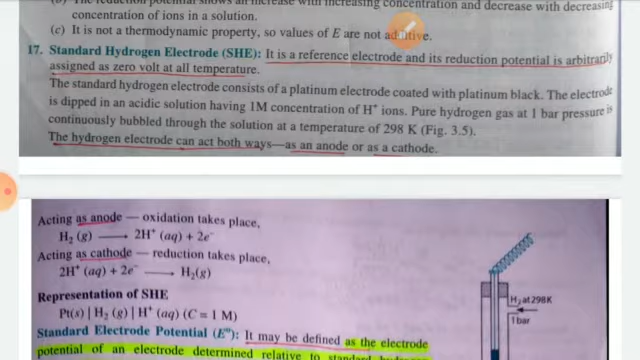 (b) The reduction potential shows an increase with increasing concentration and decrease with decreasing
concentration of ions in a solution.
(c) It is not a thermodynamic property, so values of E are not additive.
17. Standard Hydrogen Electrode (SHE): It is a reference electrode and its reduction potential is arbitrarily
assigned as zero volt at all temperature.
The standard hydrogen electrode consists of a platinum electrode coated with platinum black. The electrode
is dipped in an acidic solution having 1M concentration of H⁺ ions. Pure hydrogen gas at 1 bar pressure is
continuously bubbled through the solution at a temperature of 298 K (Fig. 3.5).
The hydrogen electrode can act both ways—as an anode or as a cathode.
Acting as anode — oxidation takes place,
H₂ (g) ⟶ 2H⁺ (aq) + 2e⁻
Acting as cathode — reduction takes place,
2H⁺ (aq) + 2e⁻ ⟶ H₂(g)
Representation of SHE
Pt(s) | H₂ (g) | H⁺ (aq) (C = 1 M)
Standard Electrode Potential (E°): It may be defined as the electrode
potential of an electrode determined relative to standard hydrogen
H₂ at 298K
1 bar